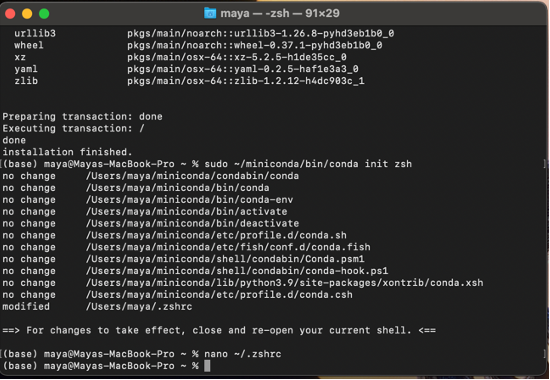 maya — -zsh — 91×29
urllib3 pkgs/main/noarch::urllib3-1.26.8-pyhd3eb1b0_0
wheel pkgs/main/noarch::wheel-0.37.1-pyhd3eb1b0_0
xz pkgs/main/osx-64::xz-5.2.5-h1de35cc_0
yaml pkgs/main/osx-64::yaml-0.2.5-haf1e3a3_0
zlib pkgs/main/osx-64::zlib-1.2.12-h4dc903c_1
Preparing transaction: done
Executing transaction: /
done
installation finished.
[(base) maya@Mayas-MacBook-Pro ~ % sudo ~/miniconda/bin/conda init zsh ]
no change /Users/maya/miniconda/condabin/conda
no change /Users/maya/miniconda/bin/conda
no change /Users/maya/miniconda/bin/conda-env
no change /Users/maya/miniconda/bin/activate
no change /Users/maya/miniconda/bin/deactivate
no change /Users/maya/miniconda/etc/profile.d/conda.sh
no change /Users/maya/miniconda/etc/fish/conf.d/conda.fish
no change /Users/maya/miniconda/shell/condabin/Conda.psm1
no change /Users/maya/miniconda/shell/condabin/conda-hook.ps1
no change /Users/maya/miniconda/lib/python3.9/site-packages/xontrib/conda.xsh
no change /Users/maya/miniconda/etc/profile.d/conda.csh
modified /Users/maya/.zshrc
==> For changes to take effect, close and re-open your current shell. <==
[(base) maya@Mayas-MacBook-Pro ~ % nano ~/.zshrc ]
(base) maya@Mayas-MacBook-Pro ~ %